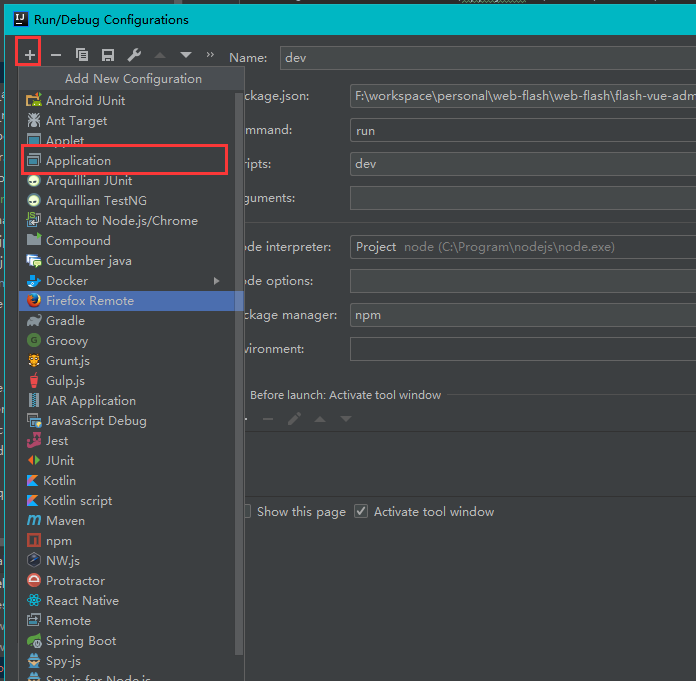 Run/Debug Configurations
Name: dev
Add New Configuration
Android JUnit
Ant Target
Applet
Application
Arquillian JUnit
Arquillian TestNG
Attach to Node.js/Chrome
Compound
Cucumber java
Docker
Firefox Remote
Gradle
Groovy
Grunt.js
Gulp.js
JAR Application
JavaScript Debug
Jest
JUnit
Kotlin
Kotlin script
Maven
npm
NW.js
Protractor
React Native
Remote
Spring Boot
Spy-js
Spy-js for Node.js
ckage.json: F:\workspace\personal\web-flash\web-flash\flash-vue-adm
mmand: run
ripts: dev
guments:
ode interpreter: Project node (C:\Program\nodejs\node.exe)
ode options:
ckage manager: npm
vironment:
Before launch: Activate tool window
Show this page Activate tool window